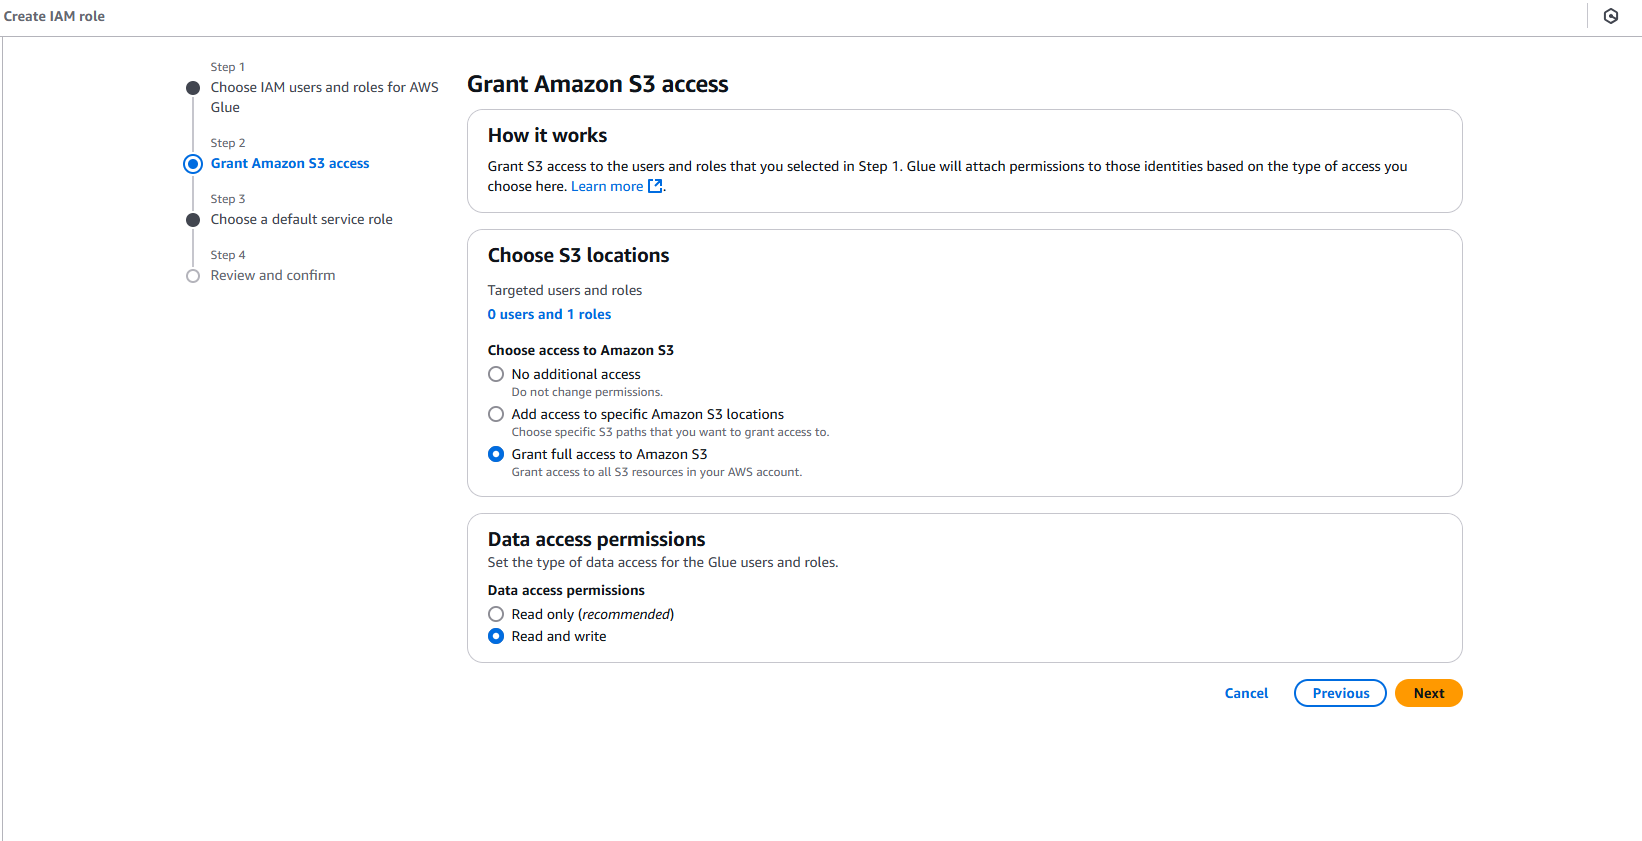 Create IAM role
Step 1
Choose IAM users and roles for AWS
Glue
Step 2
Grant Amazon S3 access
Step 3
Choose a default service role
Step 4
Review and confirm
Grant Amazon S3 access
How it works
Grant S3 access to the users and roles that you selected in Step 1. Glue will attach permissions to those identities based on the type of access you
choose here. Learn more.
Choose S3 locations
Targeted users and roles
0 users and 1 roles
Choose access to Amazon S3
No additional access
Do not change permissions.
Add access to specific Amazon S3 locations
Choose specific S3 paths that you want to grant access to.
Grant full access to Amazon S3
Grant access to all S3 resources in your AWS account.
Data access permissions
Set the type of data access for the Glue users and roles.
Data access permissions
Read only (recommended)
Read and write
Cancel Previous Next